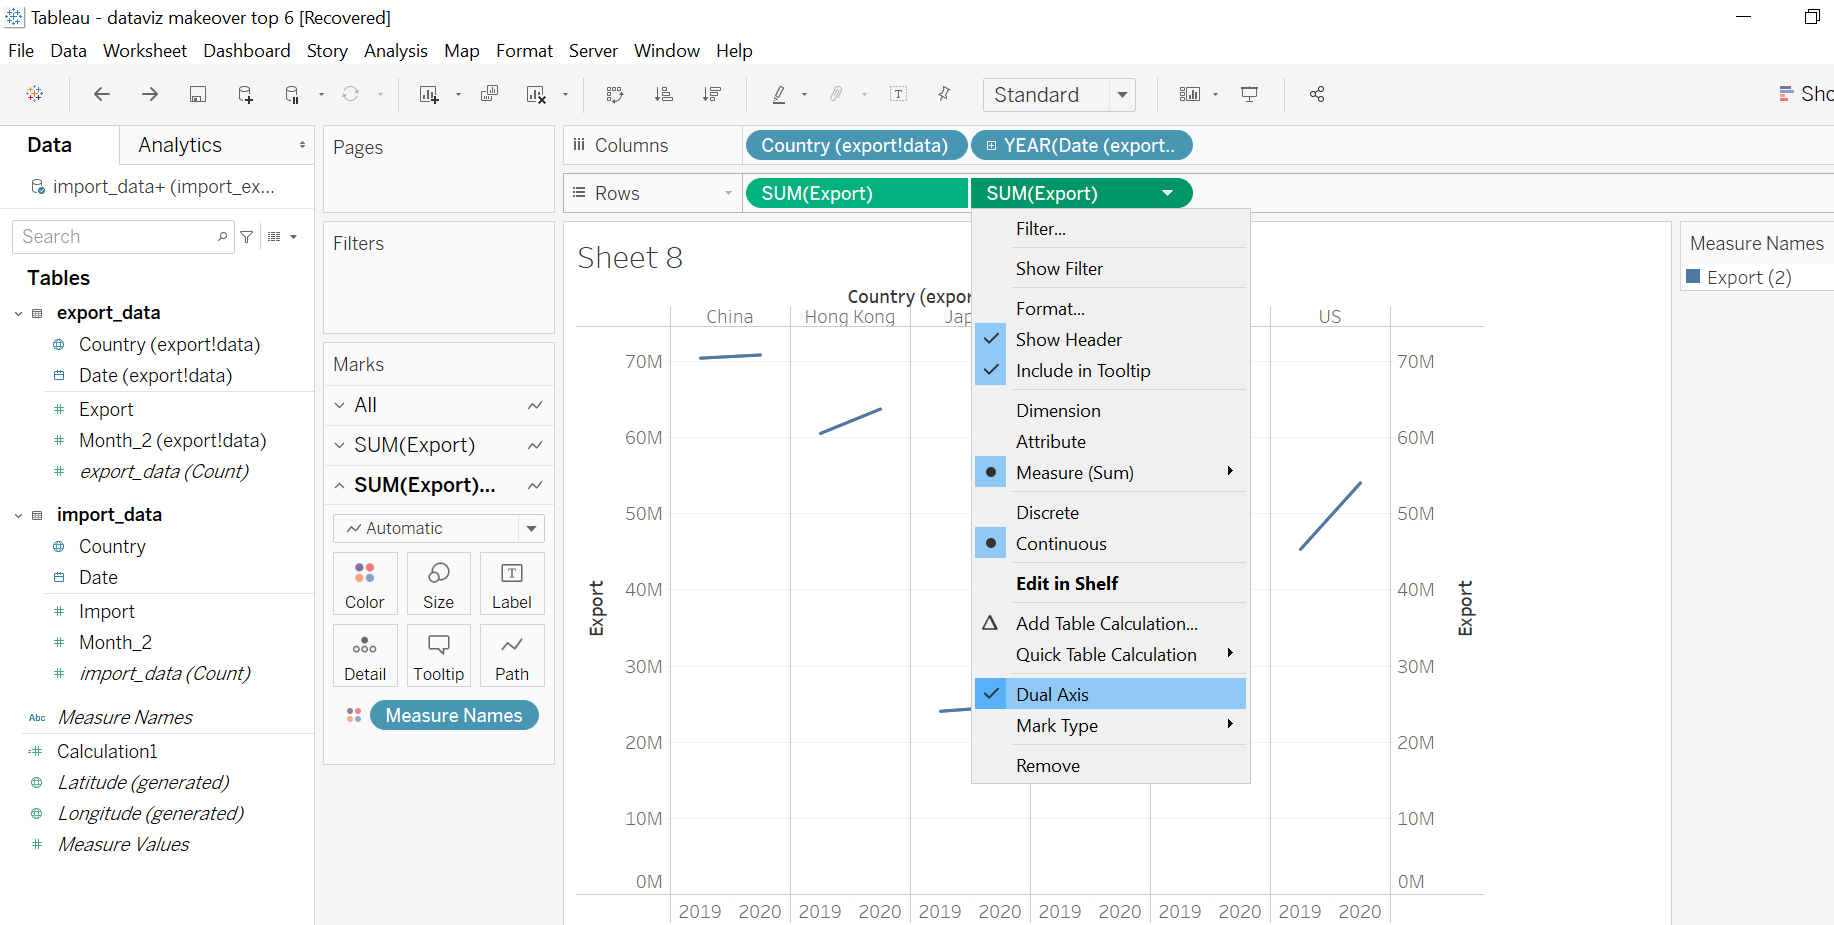 Tableau - dataviz makeover top 6 [Recovered]
File Data Worksheet Dashboard Story Analysis Map Format Server Window Help
Standard
Data
Analytics
import_data+ (import_ex...
Search
Tables
export_data
Country (export!data)
Date (export!data)
Export
Month_2 (export!data)
export_data (Count)
import_data
Country
Date
Import
Month_2
import_data (Count)
Abc Measure Names
Calculation1
Latitude (generated)
Longitude (generated)
Measure Values
Pages
Filters
Marks
All
SUM(Export)
SUM(Export)...
Automatic
Color Size Label
Detail Tooltip Path
Measure Names
Columns Country (export!data) YEAR(Date (export..
Rows SUM(Export) SUM(Export)
Sheet 8
Country (expor
China Hong Kong Jap US
70M 70M
60M 60M
50M 50M
40M 40M
30M 30M
20M 20M
10M 10M
0M 0M
Export Export
2019 2020 2019 2020 2019 2020 2019 2020 2019 2020 2019 2020
Filter...
Show Filter
Format...
Show Header
Include in Tooltip
Dimension
Attribute
Measure (Sum)
Discrete
Continuous
Edit in Shelf
Add Table Calculation...
Quick Table Calculation
Dual Axis
Mark Type
Remove
Sho
Measure Names
Export (2)